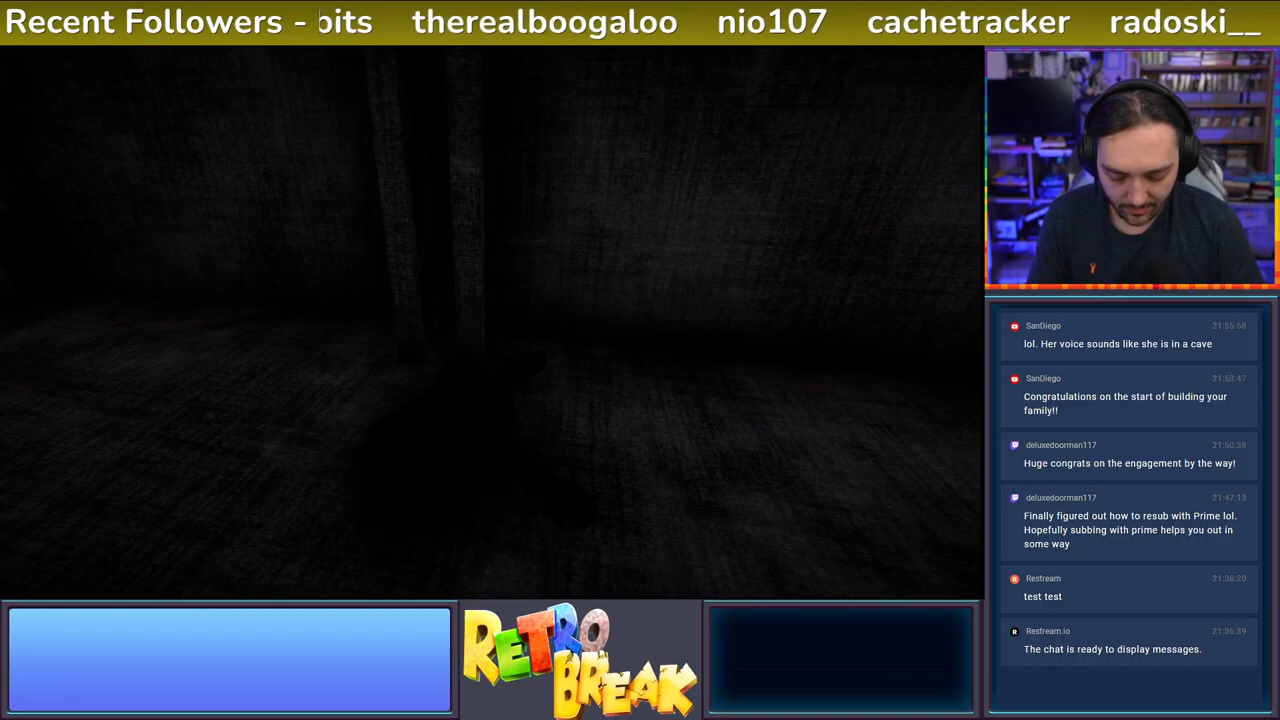 Recent Followers - bits therealboogaloo nio107 cachetracker radoski__
SanDiego 21:55:58
lol. Her voice sounds like she is in a cave
SanDiego 21:53:47
Congratulations on the start of building your
family!!
deluxedoorman117 21:50:38
Huge congrats on the engagement by the way!
deluxedoorman117 21:47:13
Finally figured out how to resub with Prime lol.
Hopefully subbing with prime helps you out in
some way
Restream 21:38:20
test test
Restream.io 21:36:39
The chat is ready to display messages.
RETRO
BREAK